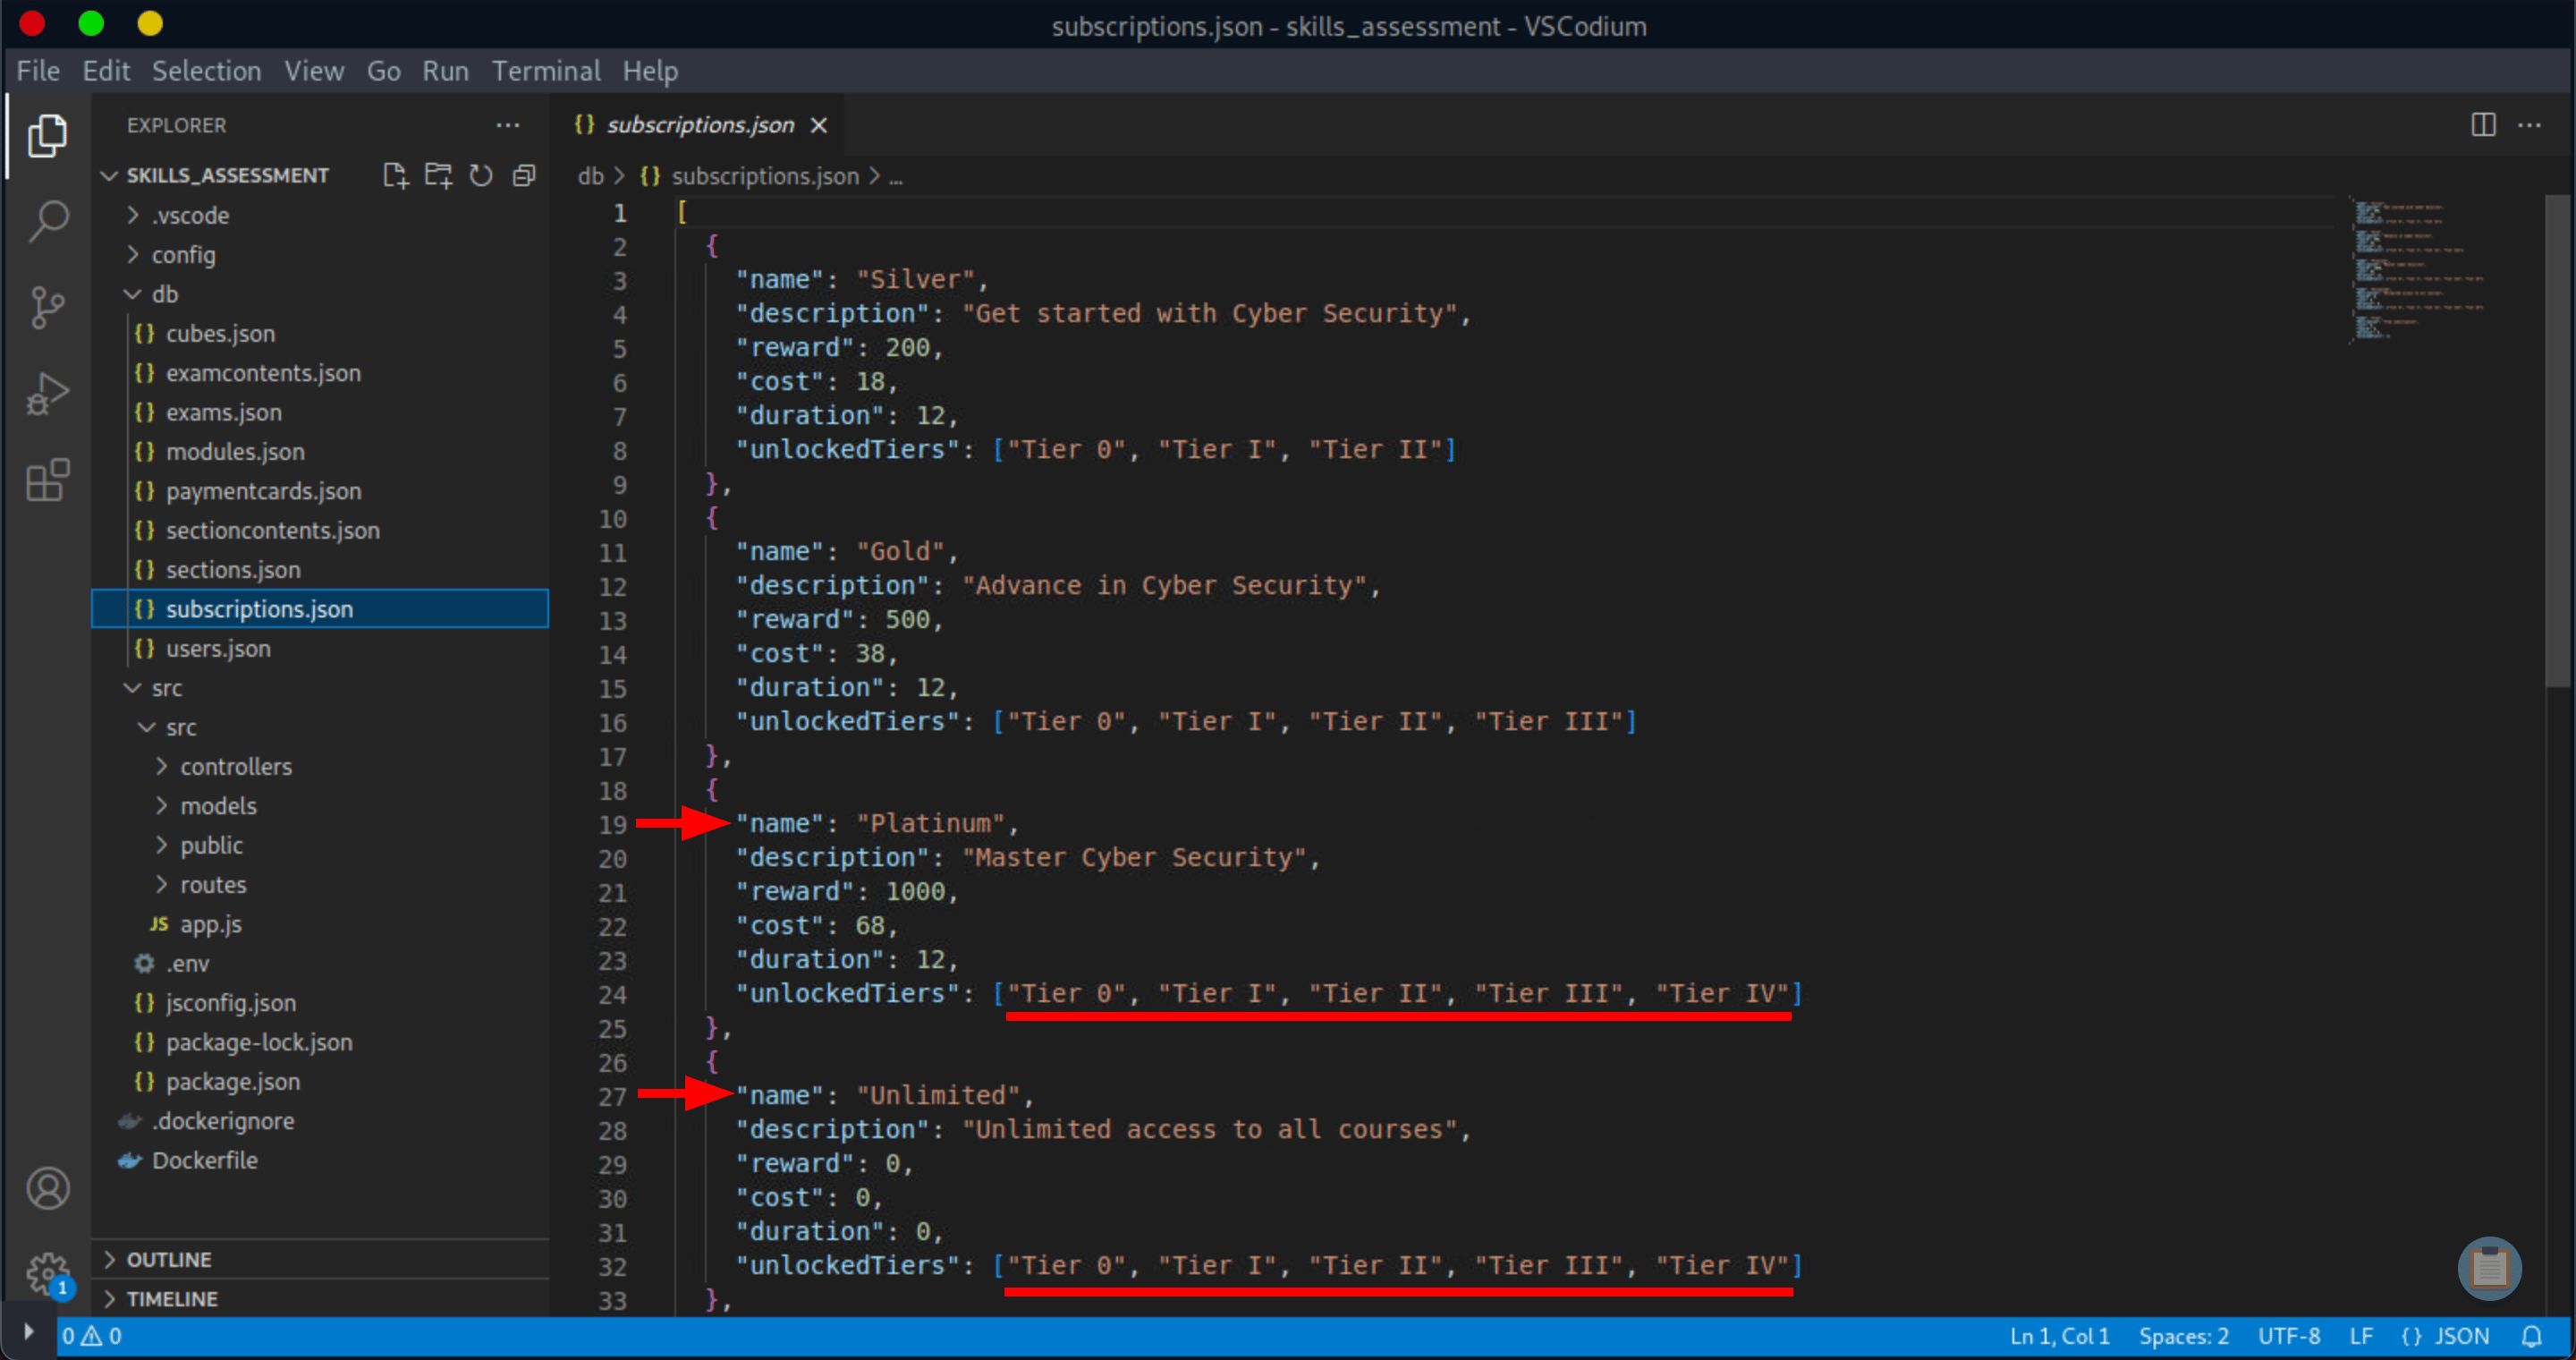 subscriptions.json - skills_assessment - VSCodium
File Edit Selection View Go Run Terminal Help
EXPLORER
SKILLS_ASSESSMENT
.vscode
config
db
{} cubes.json
{} examcontents.json
{} exams.json
{} modules.json
{} paymentcards.json
{} sectioncontents.json
{} sections.json
{} subscriptions.json
{} users.json
src
src
controllers
models
public
routes
JS app.js
.env
{} jsconfig.json
{} package-lock.json
{} package.json
.dockerignore
Dockerfile
OUTLINE
TIMELINE
1
{} subscriptions.json
db > {} subscriptions.json > ...
1 [
2 {
3 "name": "Silver",
4 "description": "Get started with Cyber Security",
5 "reward": 200,
6 "cost": 18,
7 "duration": 12,
8 "unlockedTiers": ["Tier 0", "Tier I", "Tier II"]
9 },
10 {
11 "name": "Gold",
12 "description": "Advance in Cyber Security",
13 "reward": 500,
14 "cost": 38,
15 "duration": 12,
16 "unlockedTiers": ["Tier 0", "Tier I", "Tier II", "Tier III"]
17 },
18 {
19 "name": "Platinum",
20 "description": "Master Cyber Security",
21 "reward": 1000,
22 "cost": 68,
23 "duration": 12,
24 "unlockedTiers": ["Tier 0", "Tier I", "Tier II", "Tier III", "Tier IV"]
25 },
26 {
27 "name": "Unlimited",
28 "description": "Unlimited access to all courses",
29 "reward": 0,
30 "cost": 0,
31 "duration": 0,
32 "unlockedTiers": ["Tier 0", "Tier I", "Tier II", "Tier III", "Tier IV"]
33 },
0 0 Ln 1, Col 1 Spaces: 2 UTF-8 LF {} JSON